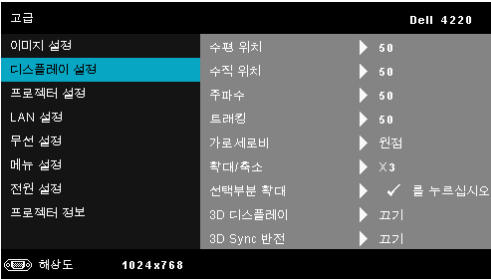 고급 Dell 4220
이미지 설정
디스플레이 설정
프로젝터 설정
LAN 설정
무선 설정
메뉴 설정
전원 설정
프로젝터 정보
수평 위치 50
수직 위치 50
주파수 50
트래킹 50
가로세로비 원점
확대/축소 X3
선택부분 확대 ✓ 를 누르십시오
3D 디스플레이 끄기
3D Sync 반전 끄기
해상도 1024x768